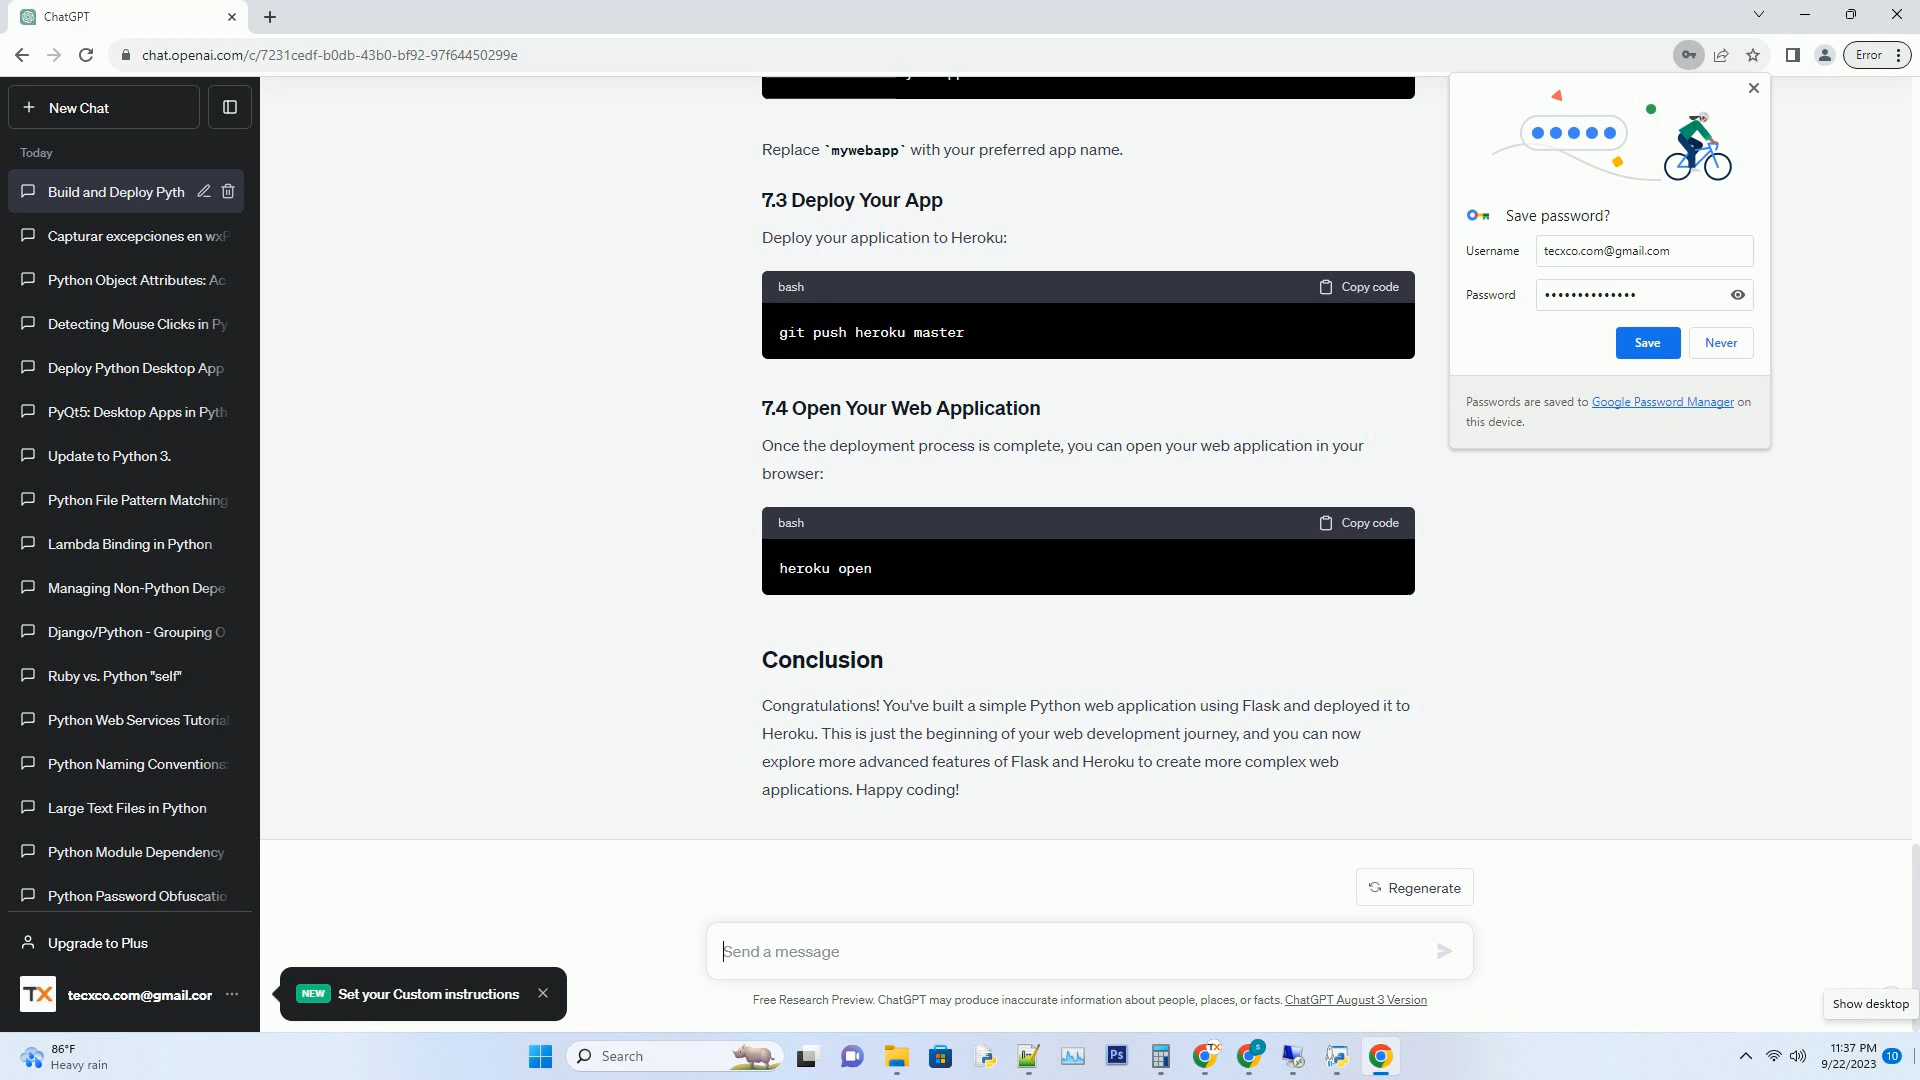 ChatGPT
chat.openai.com/c/7231cedf-b0db-43b0-bf92-97f64450299e
Error
New Chat
Today
Build and Deploy Pyth
Capturar excepciones en wxP
Python Object Attributes: Ac
Detecting Mouse Clicks in Py
Deploy Python Desktop App
PyQt5: Desktop Apps in Pyth
Update to Python 3.
Python File Pattern Matching
Lambda Binding in Python
Managing Non-Python Depe
Django/Python - Grouping O
Ruby vs. Python "self"
Python Web Services Tutorial
Python Naming Conventions:
Large Text Files in Python
Python Module Dependency
Python Password Obfuscatio
Upgrade to Plus
TX
tecxco.com@gmail.cor
Replace `mywebapp` with your preferred app name.
7.3 Deploy Your App
Deploy your application to Heroku:
bash
Copy code
git push heroku master
7.4 Open Your Web Application
Once the deployment process is complete, you can open your web application in your
browser:
bash
Copy code
heroku open
Conclusion
Congratulations! You've built a simple Python web application using Flask and deployed it to
Heroku. This is just the beginning of your web development journey, and you can now
explore more advanced features of Flask and Heroku to create more complex web
applications. Happy coding!
Regenerate
Send a message
Free Research Preview. ChatGPT may produce inaccurate information about people, places, or facts. ChatGPT August 3 Version
NEW Set your Custom instructions
Save password?
Username
tecxco.com@gmail.com
Password
••••••••••••••
Save
Never
Passwords are saved to Google Password Manager on
this device.
Show desktop
86°F
Heavy rain
Search
Ps
TX
S
11:37 PM
9/22/2023
10